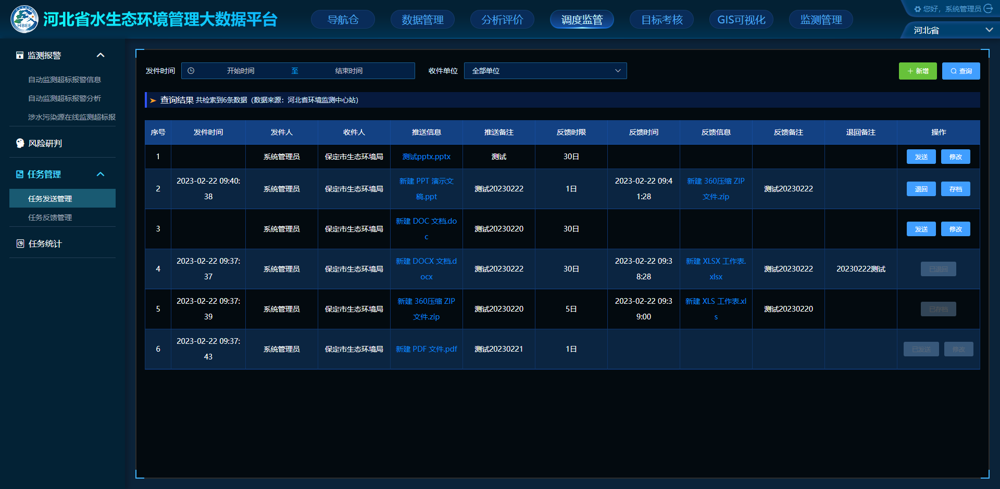 HBEE
河北省水生态环境管理大数据平台
导航仓
数据管理
分析评价
调度监管
目标考核
GIS可视化
监测管理
您好，系统管理员
河北省
监测报警
自动监测超标报警信息
自动监测超标报警分析
涉水污染源在线监测超标报
风险研判
任务管理
任务发送管理
任务反馈管理
任务统计
发件时间 开始时间 至 结束时间 收件单位 全部单位 新增 查询
查询结果 共检索到6条数据（数据来源：河北省环境监测中心站）
序号 发件时间 发件人 收件人 推送信息 推送备注 反馈时限 反馈时间 反馈信息 反馈备注 退回备注 操作
1 系统管理员 保定市生态环境局 测试pptx.pptx 测试 30日 发送 修改
2023-02-22 09:40: 新建 PPT 演示文 2023-02-22 09:4 新建 360压缩 ZIP
2 系统管理员 保定市生态环境局 测试20230222 1日 测试20230222 退回 存档
38 稿.ppt 1:28 文件.zip
新建 DOC 文档.do
3 系统管理员 保定市生态环境局 测试20230220 30日 发送 修改
c
2023-02-22 09:37: 新建 DOCX 文档.d 2023-02-22 09:3 新建 XLSX 工作表.
4 系统管理员 保定市生态环境局 测试20230222 30日 测试20230222 20230222测试 已退回
37 ocx 8:28 xlsx
2023-02-22 09:37: 新建 360压缩 ZIP 2023-02-22 09:3 新建 XLS 工作表.xl
5 系统管理员 保定市生态环境局 测试20230220 5日 测试20230220 已存档
39 文件.zip 9:00 s
2023-02-22 09:37:
6 系统管理员 保定市生态环境局 新建 PDF 文件.pdf 测试20230221 1日 已发送 修改
43